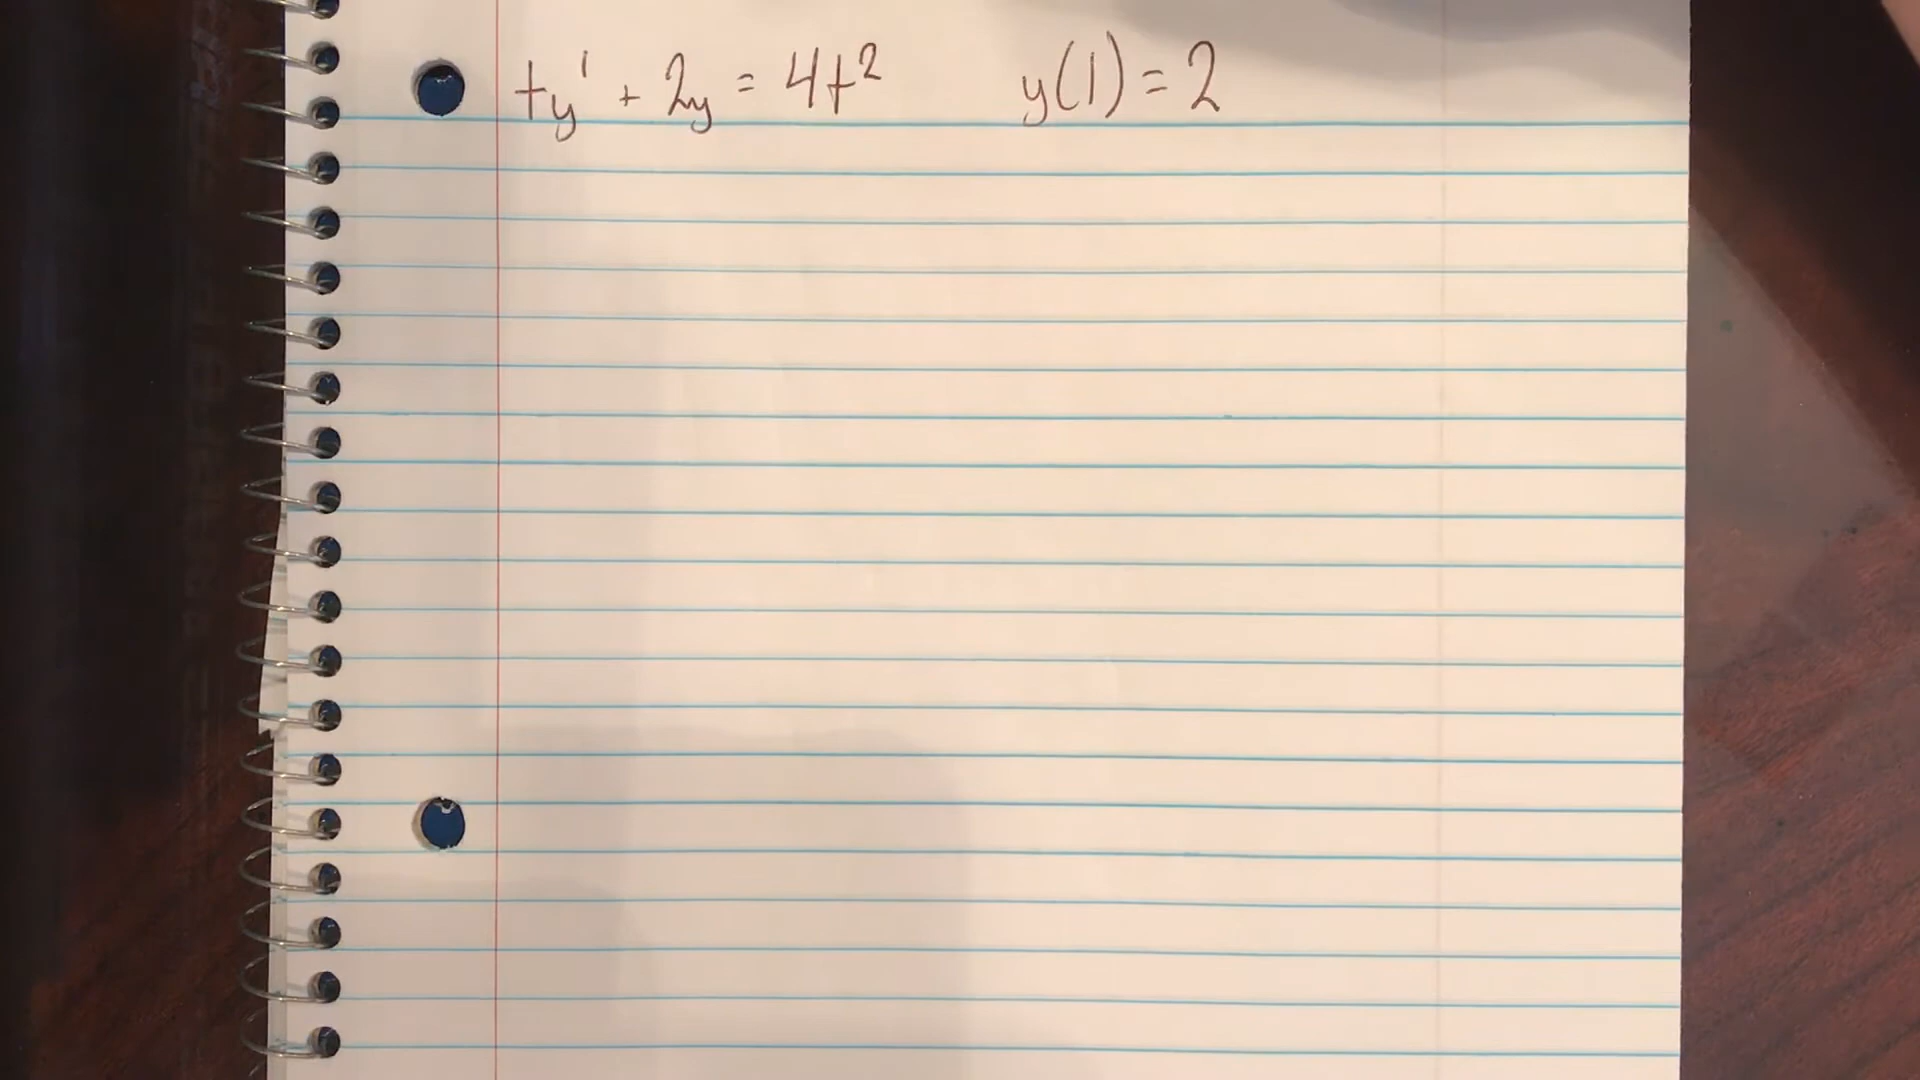 ty' + 2y = 4t² y(1) = 2